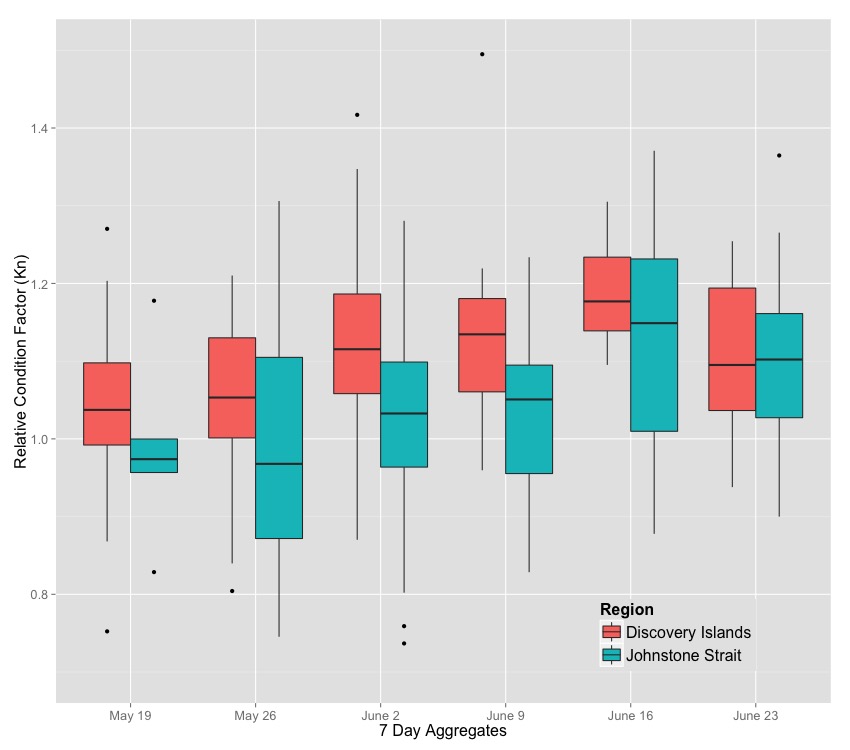 Relative Condition Factor (Kn)
1.4
1.2
1.0
0.8
Region
Discovery Islands
Johnstone Strait
May 19
May 26
June 2
June 9
June 16
June 23
7 Day Aggregates